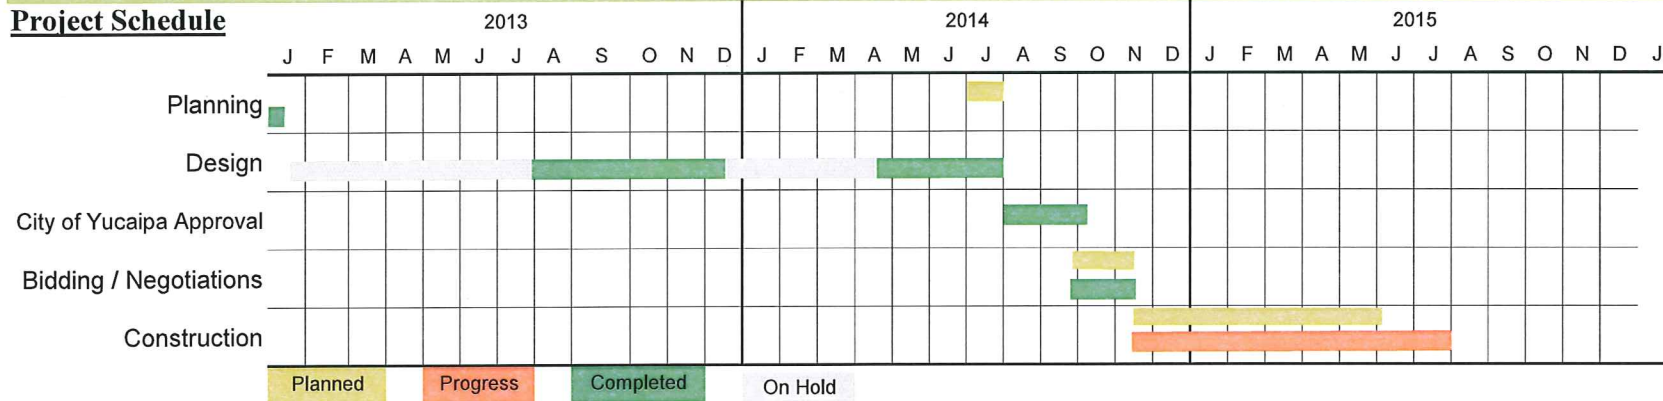 Project Schedule
2013 2014 2015
J F M A M J J A S O N D J F M A M J J A S O N D J F M A M J J A S O N D J
Planning
Design
City of Yucaipa Approval
Bidding / Negotiations
Construction
Planned Progress Completed On Hold